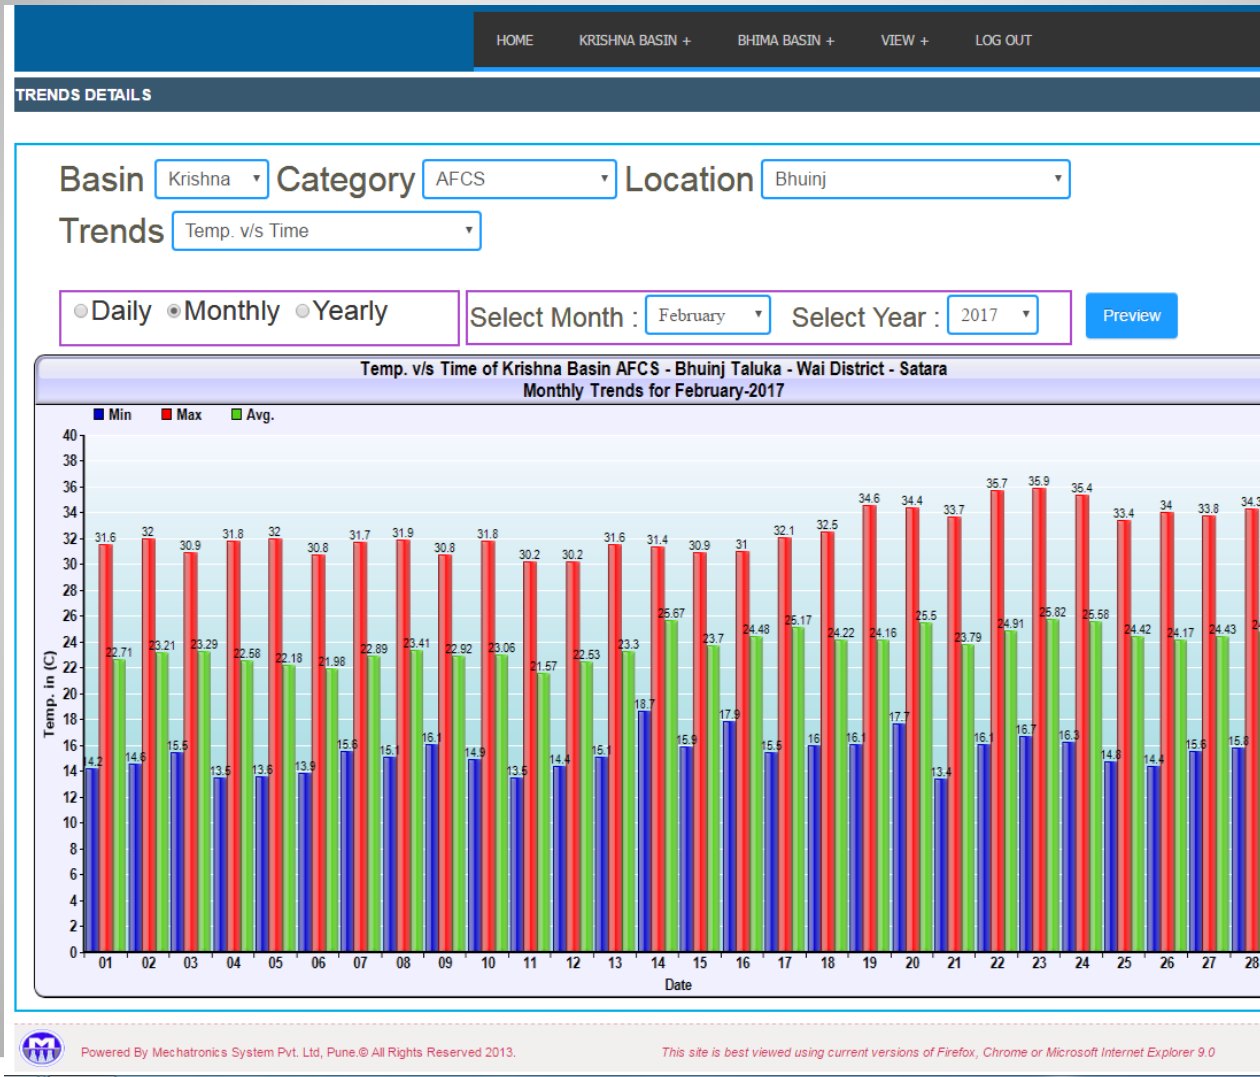 HOME KRISHNA BASIN + BHIMA BASIN + VIEW + LOG OUT
TRENDS DETAILS
Basin Krishna Category AFCS Location Bhuinj
Trends Temp. v/s Time
Daily Monthly Yearly Select Month : February Select Year : 2017 Preview
Temp. v/s Time of Krishna Basin AFCS - Bhuinj Taluka - Wai District - Satara
Monthly Trends for February-2017
Min Max Avg.
40
38
36
34
32
30
28
26
24
22
20
18
16
14
12
10
8
6
4
2
0
Temp. in (C)
31.6 32 30.9 31.8 32 30.8 31.7 31.9 30.8 31.8 30.2 30.2 31.6 31.4 30.9 31 32.1 32.5 34.6 34.4 33.7 35.7 35.9 35.4 33.4 34 33.8 34.3
22.71 23.21 23.29 22.58 22.18 21.98 22.89 23.41 22.92 23.06 21.57 22.53 23.3 25.67 23.7 24.48 25.17 24.22 24.16 25.5 23.79 24.91 25.82 25.58 24.42 24.17 24.43
14.2 14.6 15.5 13.5 13.6 13.9 15.6 15.1 16.1 14.9 13.5 14.4 15.1 18.7 15.9 17.9 15.5 16 16.1 17.7 13.4 16.1 16.7 16.3 14.8 14.4 15.6 15.8
01 02 03 04 05 06 07 08 09 10 11 12 13 14 15 16 17 18 19 20 21 22 23 24 25 26 27 28
Date
Powered By Mechatronics System Pvt. Ltd, Pune.© All Rights Reserved 2013. This site is best viewed using current versions of Firefox, Chrome or Microsoft Internet Explorer 9.0